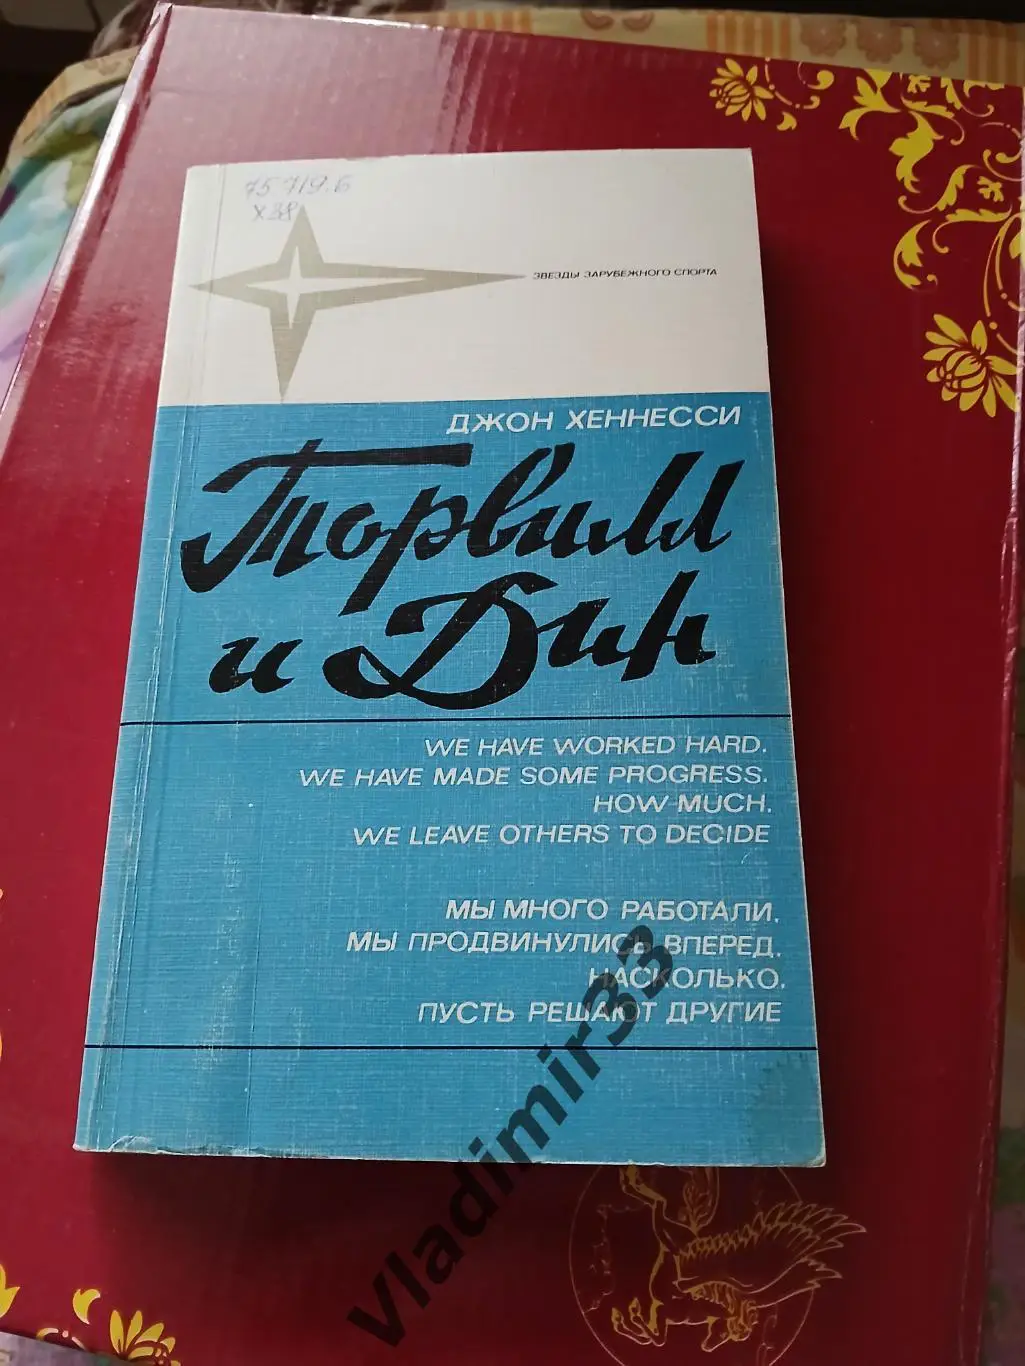 75 719.6
Х38
ЗВЕЗДЫ ЗАРУБЕЖНОГО СПОРТА
ДЖОН ХЕННЕССИ
Торвилл
и Дин
WE HAVE WORKED HARD.
WE HAVE MADE SOME PROGRESS.
HOW MUCH,
WE LEAVE OTHERS TO DECIDE
МЫ МНОГО РАБОТАЛИ.
МЫ ПРОДВИНУЛИСЬ ВПЕРЕД.
НАСКОЛЬКО,
ПУСТЬ РЕШАЮТ ДРУГИЕ
Vladimir33